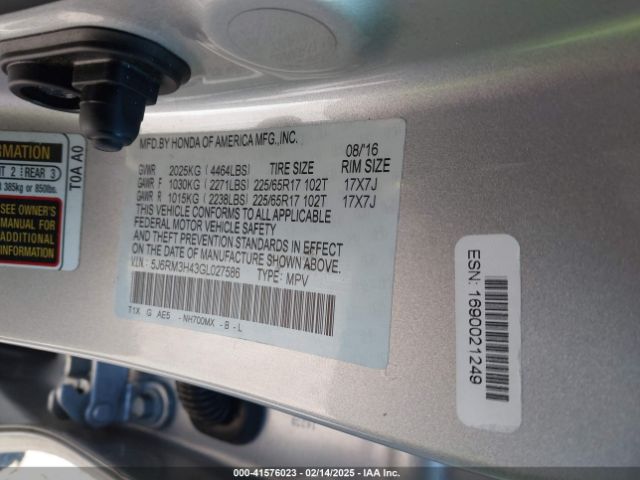 MFD.BY HONDA OF AMERICA MFG.,INC.
08/16
GVWR 2025KG (4464LBS) TIRE SIZE RIM SIZE
GAWR F 1030KG (2271LBS) 225/65R17 102T 17X7J
GAWR R 1015KG (2238LBS) 225/65R17 102T 17X7J
THIS VEHICLE CONFORMS TO ALL APPLICABLE
FEDERAL MOTOR VEHICLE SAFETY
AND THEFT PREVENTION STANDARDS IN EFFECT
ON THE DATE OF MANUFACTURE SHOWN ABOVE.
V.I.N.: 5J6RM3H43GL027586 TYPE: MPV
T1X G AE5 -NH700MX -B-L
RMATION
2 REAR 3
385kg or 850lbs.
SEE OWNER'S
MANUAL FOR
ADDITIONAL
INFORMATION
TOA A0
ESN: 1690021249
00-41576023 — 02/14/2025 — IAA Inc.